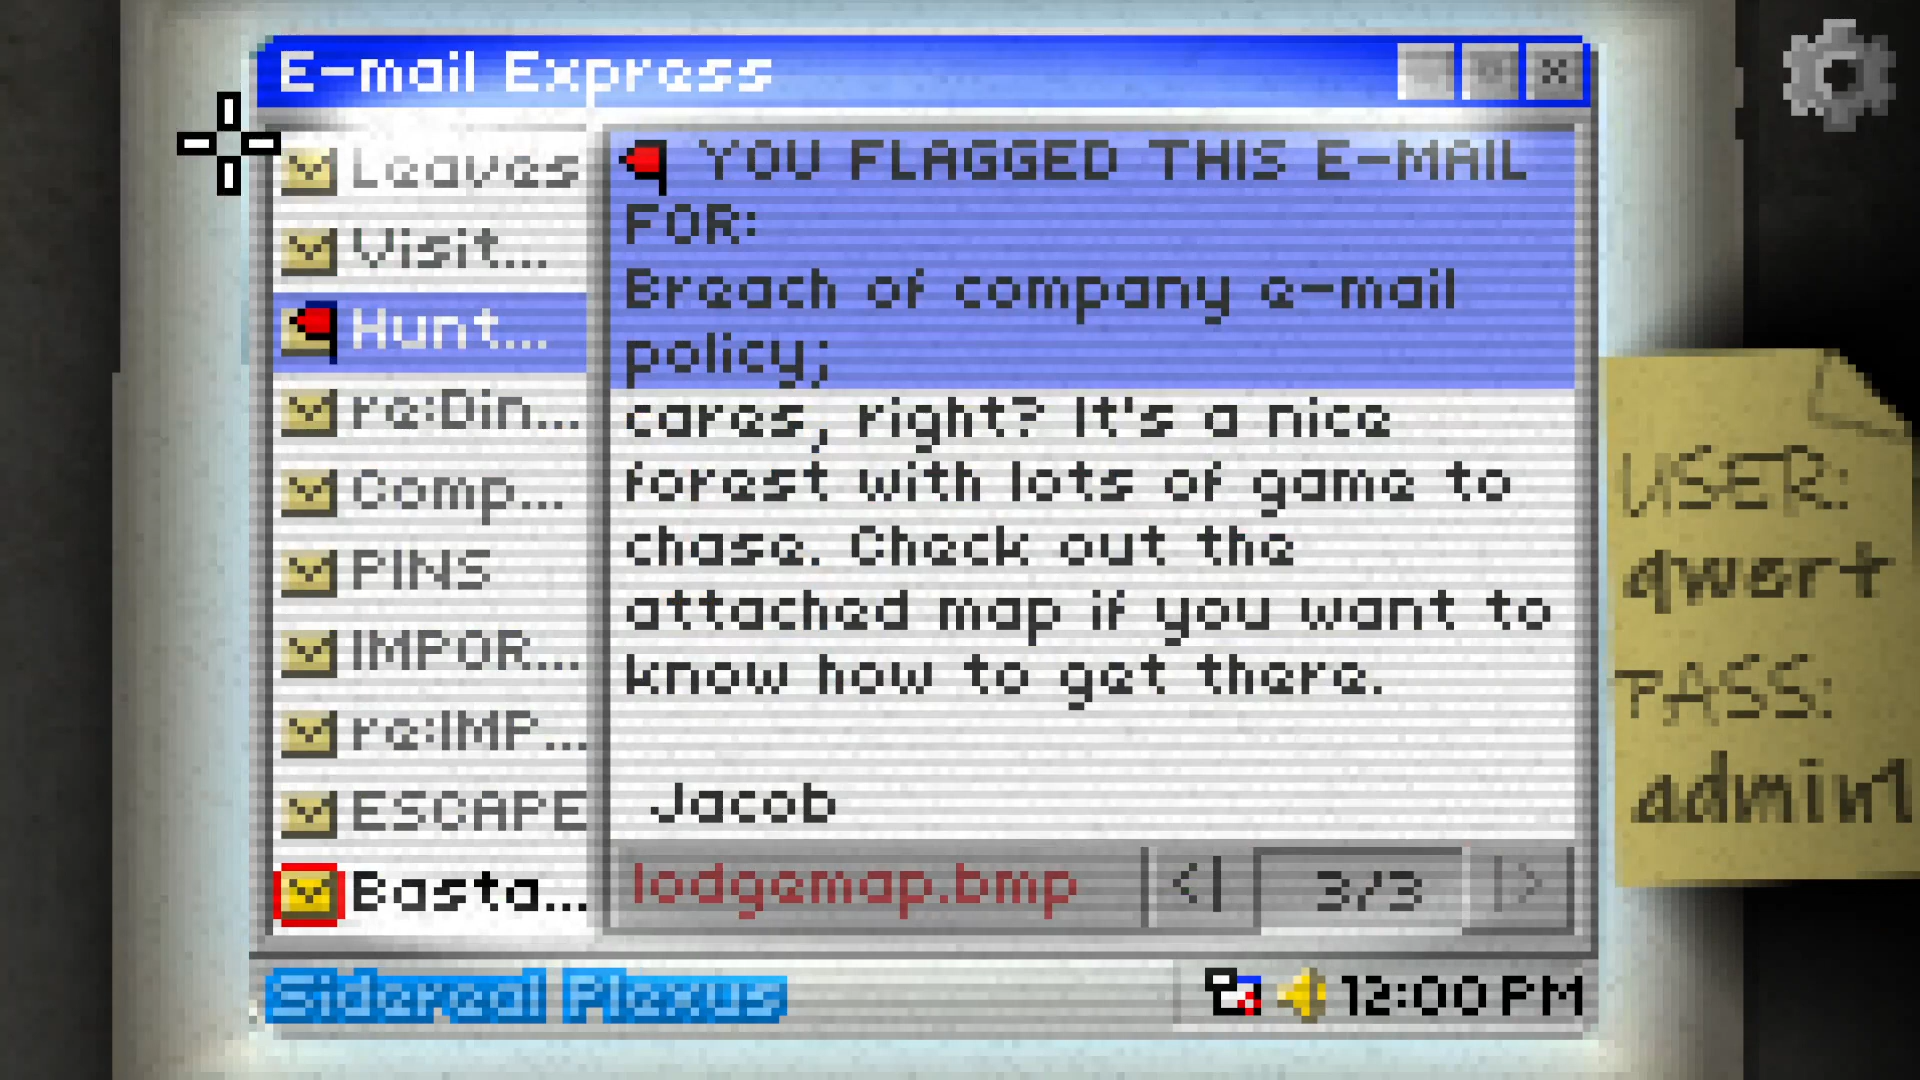 E-mail Express
Leaves
Visit...
Hunt...
re:Din...
Comp...
PINS
IMPOR...
re:IMP...
ESCAPE
Basta...
YOU FLAGGED THIS E-MAIL
FOR:
Breach of company e-mail
policy;
cares, right? It's a nice
forest with lots of game to
chase. Check out the
attached map if you want to
know how to get there.
Jacob
lodgemap.bmp
<| 3/3 |>
Sidereal Plexus
12:00 PM
USER:
qwert
PASS:
admin1